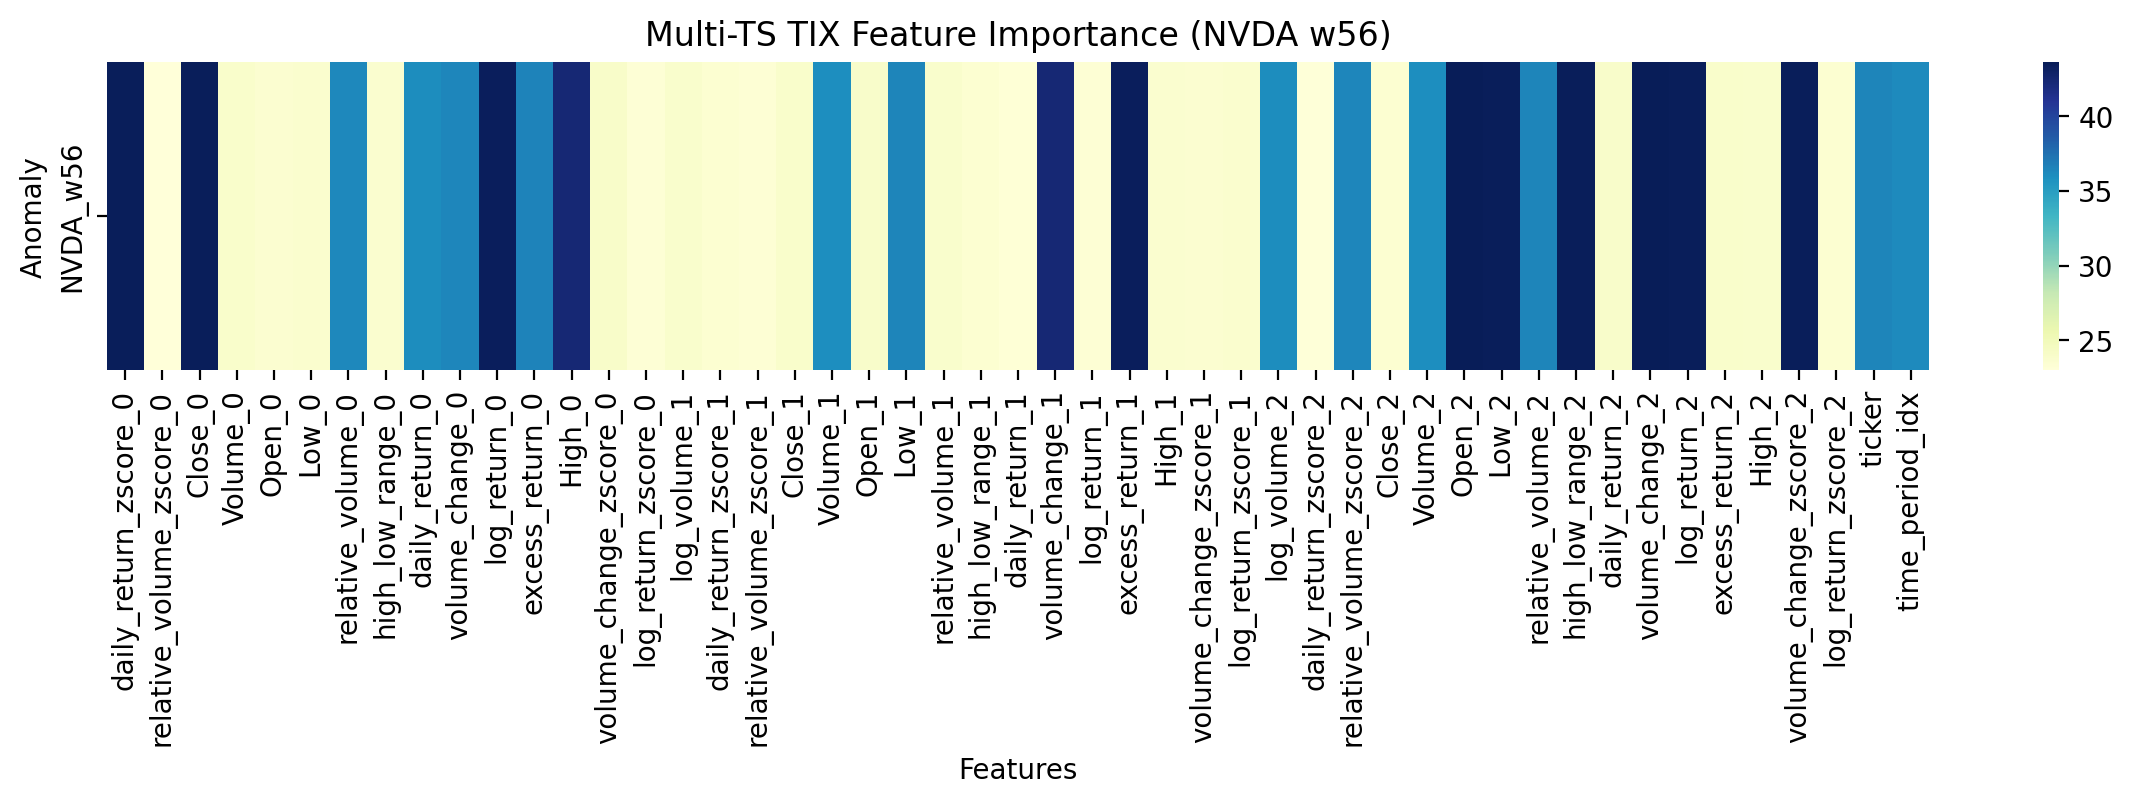 Multi-TS TIX Feature Importance (NVDA w56)
Anomaly
NVDA_w56
40
35
30
25
daily_return_zscore_0
relative_volume_zscore_0
Close_0
Volume_0
Open_0
Low_0
relative_volume_0
high_low_range_0
daily_return_0
volume_change_0
log_return_0
excess_return_0
High_0
volume_change_zscore_0
log_return_zscore_0
log_volume_1
daily_return_zscore_1
relative_volume_zscore_1
Close_1
Volume_1
Open_1
Low_1
relative_volume_1
high_low_range_1
daily_return_1
volume_change_1
log_return_1
excess_return_1
High_1
volume_change_zscore_1
log_return_zscore_1
log_volume_2
daily_return_zscore_2
relative_volume_zscore_2
Close_2
Volume_2
Open_2
Low_2
relative_volume_2
high_low_range_2
daily_return_2
volume_change_2
log_return_2
excess_return_2
High_2
volume_change_zscore_2
log_return_zscore_2
ticker
time_period_idx
Features